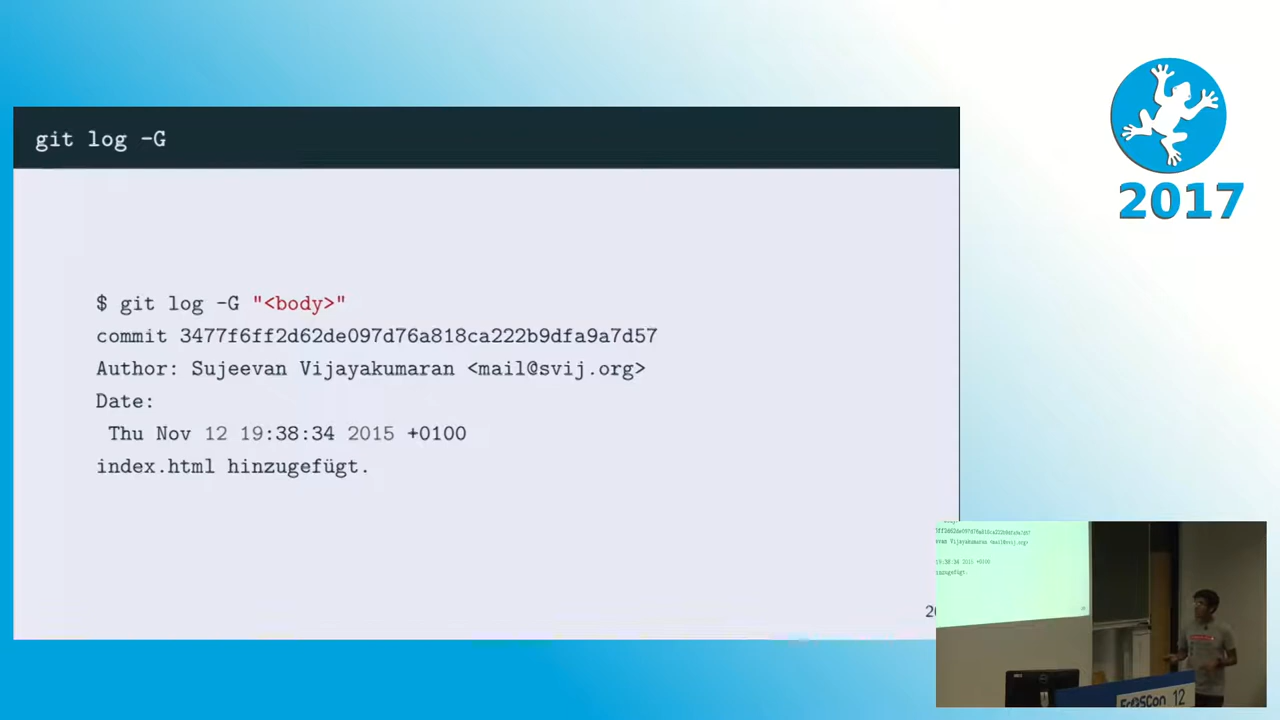 git log -G
2017
$ git log -G "<body>"
commit 3477f6ff2d62de097d76a818ca222b9dfa9a7d57
Author: Sujeevan Vijayakumaran <mail@svij.org>
Date:
Thu Nov 12 19:38:34 2015 +0100
index.html hinzugefügt.